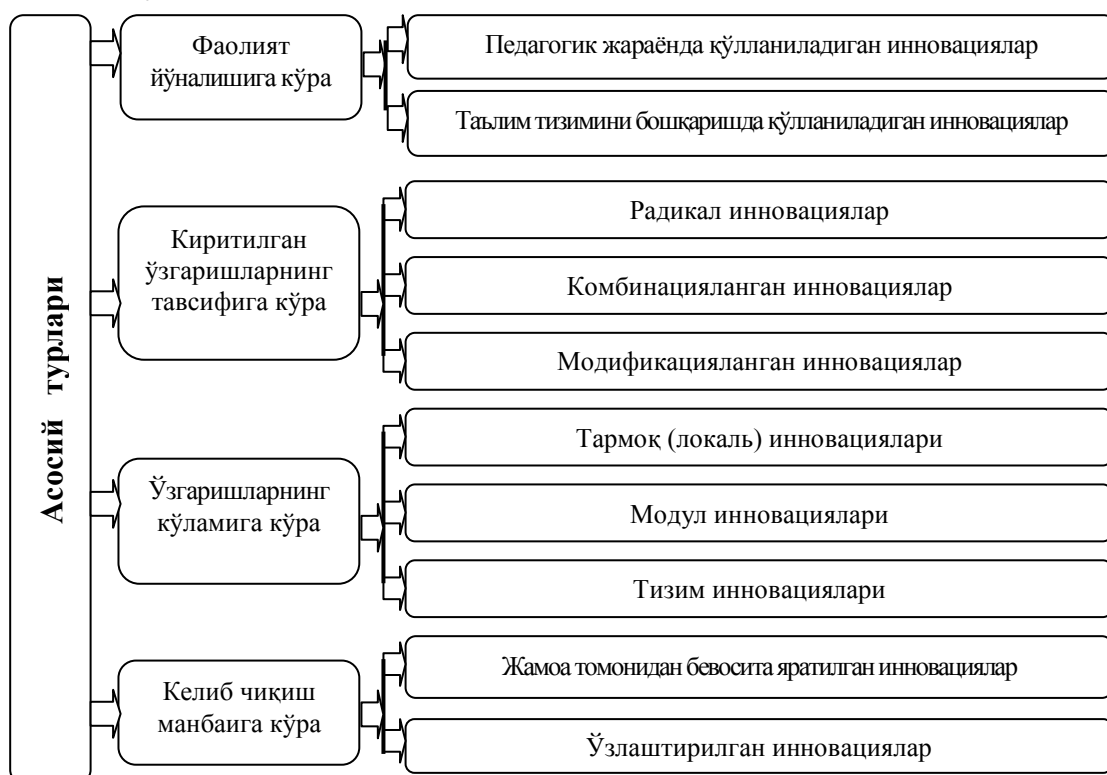 Асосий турлари
Фаолият
йўналишига кўра
Педагогик жараёнда қўлланиладиган инновациялар
Таълим тизимини бошқаришда қўлланиладиган инновациялар
Киритилган
ўзгаришларнинг
тавсифига кўра
Радикал инновациялар
Комбинацияланган инновациялар
Модификацияланган инновациялар
Ўзгаришларнинг
кўламига кўра
Тармоқ (локаль) инновациялари
Модул инновациялари
Тизим инновациялари
Келиб чиқиш
манбаига кўра
Жамоа томонидан бевосита яратилган инновациялар
Ўзлаштирилган инновациялар